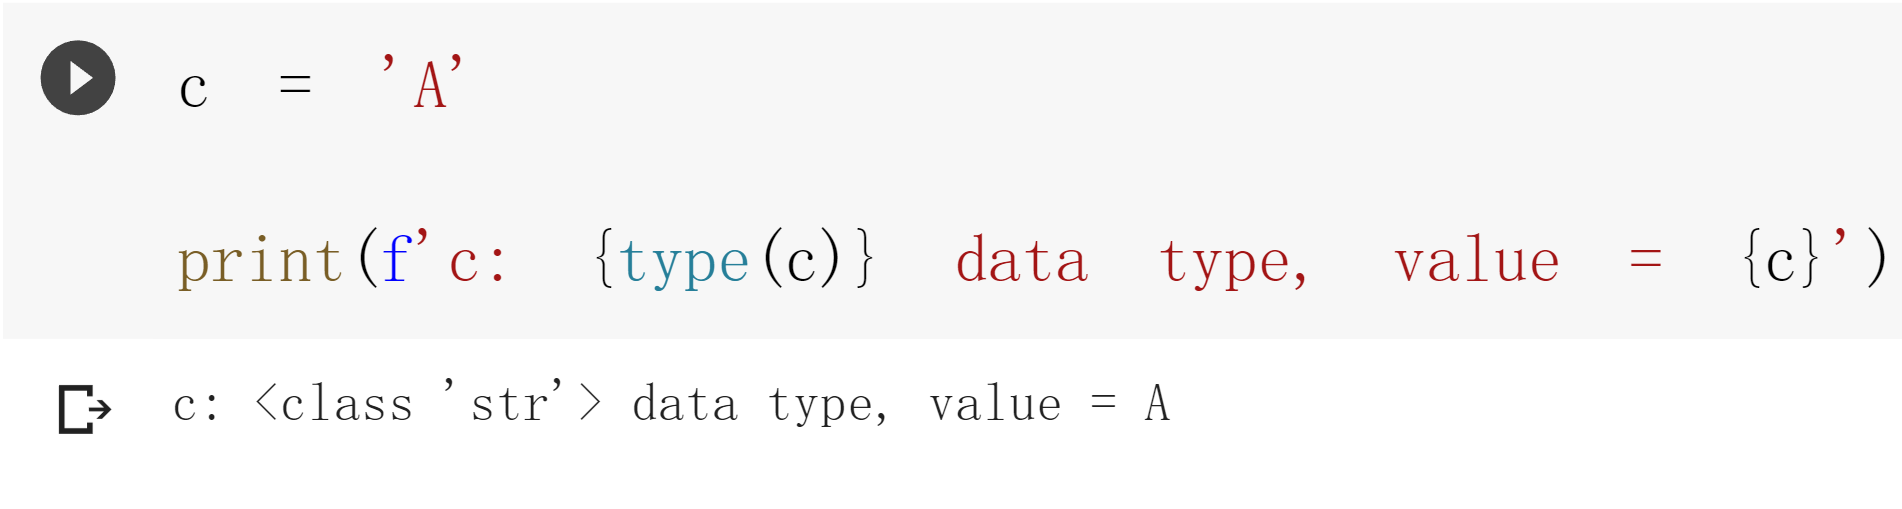 c = 'A'
print(f'c: {type(c)} data type, value = {c}')
c: <class 'str'> data type, value = A